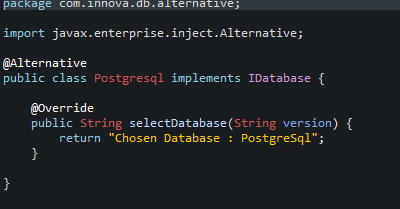 package com.innova.db.alternative;
import javax.enterprise.inject.Alternative;
@Alternative
public class Postgresql implements IDatabase {
@Override
public String selectDatabase(String version) {
return "Chosen Database : PostgreSql";
}
}